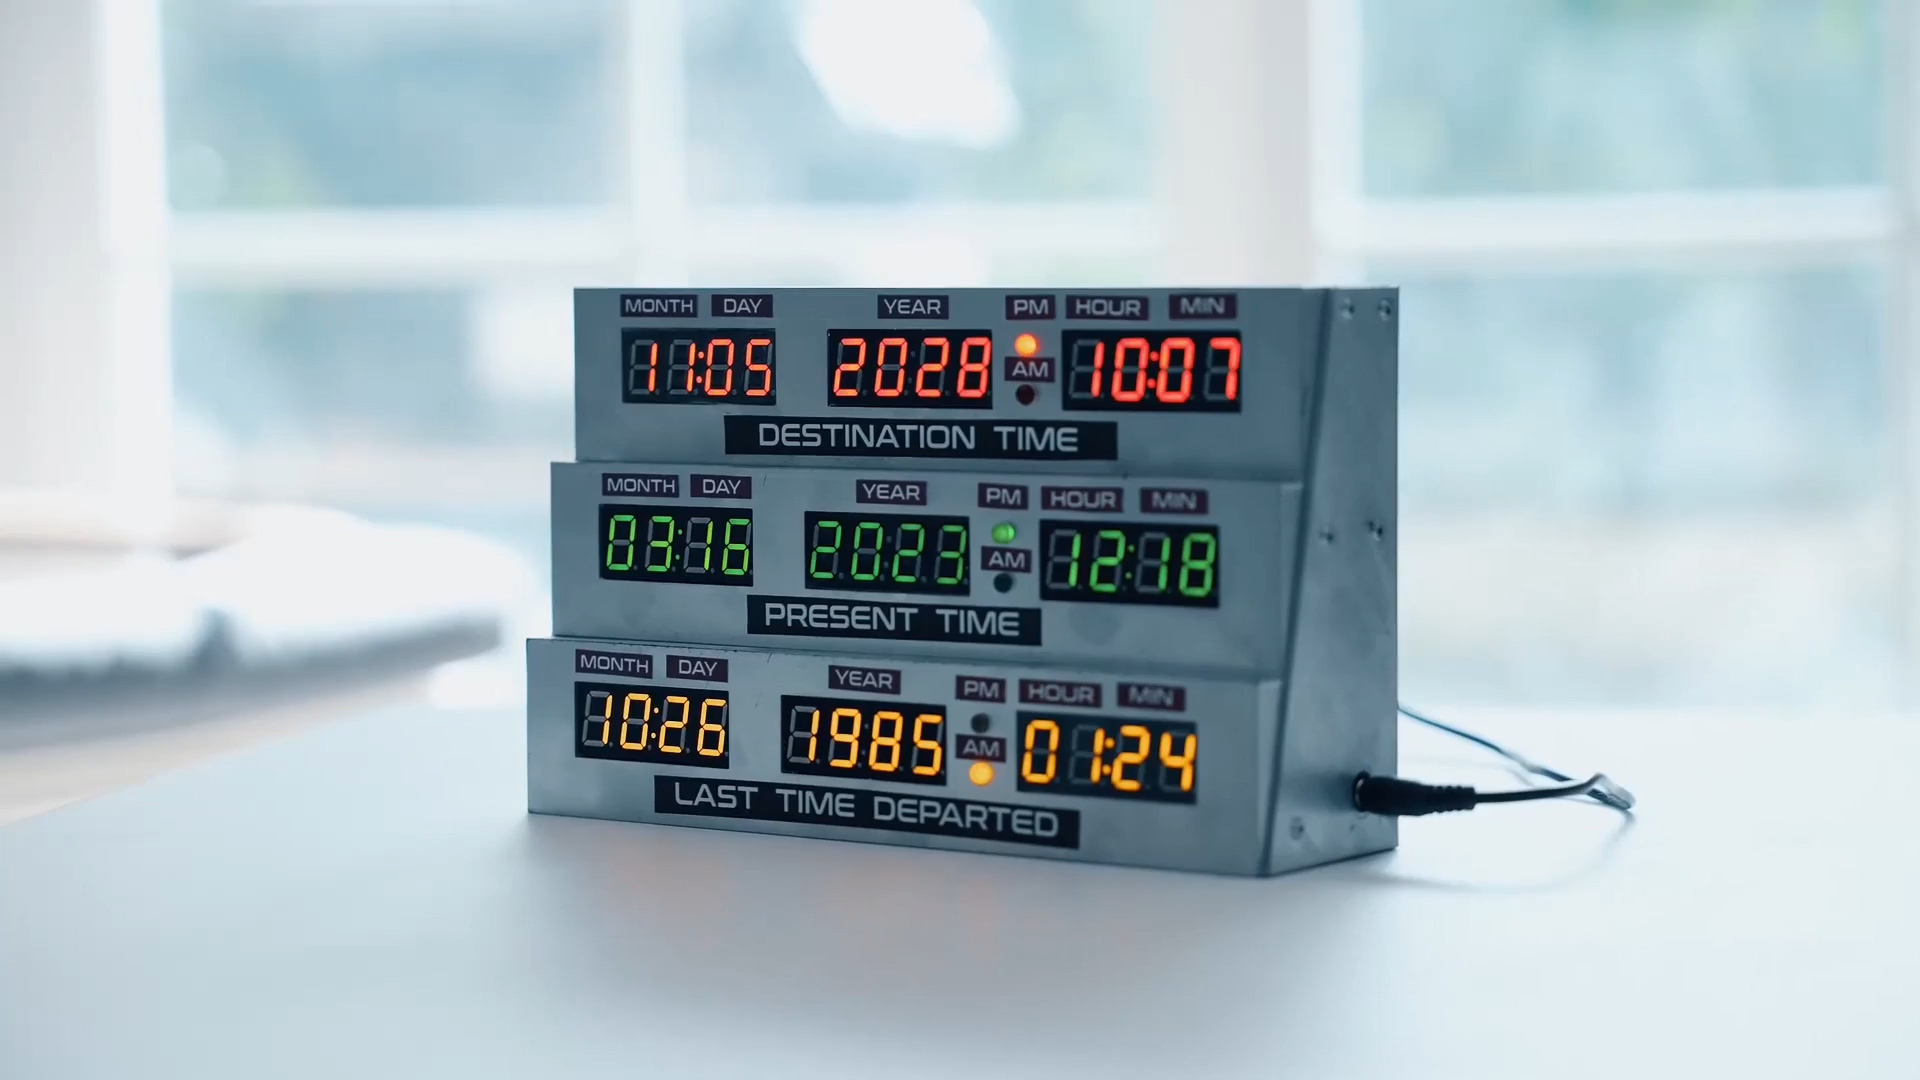 MONTH DAY YEAR PM HOUR MIN
11:05 2028 AM 10:07
DESTINATION TIME
MONTH DAY YEAR PM HOUR MIN
03:16 2023 AM 12:18
PRESENT TIME
MONTH DAY YEAR PM HOUR MIN
10:26 1985 AM 01:24
LAST TIME DEPARTED